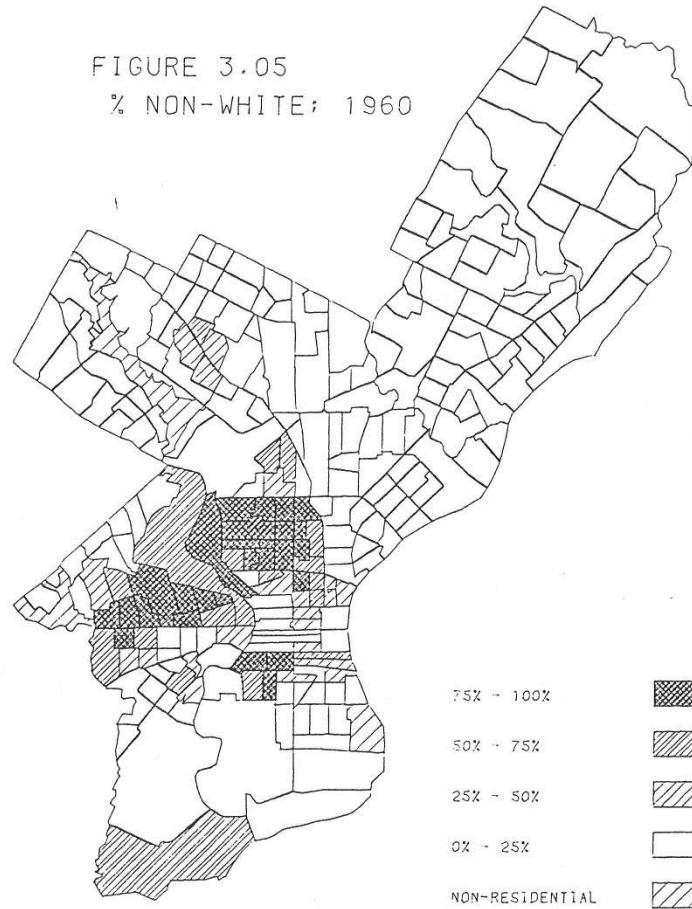 FIGURE 3.05
% NON-WHITE; 1960
75% - 100%
50% - 75%
25% - 50%
0% - 25%
NON-RESIDENTIAL